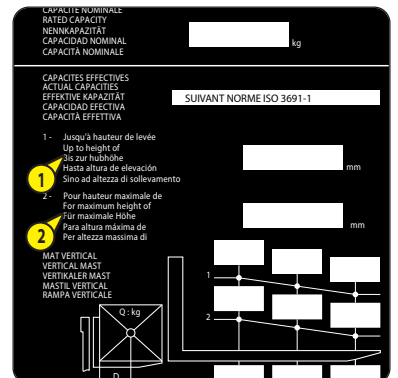 CAPACITE NOMINALE
RATED CAPACITY
NENNKAPAZITÄT
CAPACIDAD NOMINAL
CAPACITÀ NOMINALE
kg
CAPACITES EFFECTIVES
ACTUAL CAPACITIES
EFFEKTIVE KAPAZITÄT
CAPACIDAD EFECTIVA
CAPACITÀ EFFETTIVA
SUIVANT NORME ISO 3691-1
1 - Jusqu'à hauteur de levée
Up to height of
3is zur hubhöhe
Hasta altura de elevación
Sino ad altezza di sollevamento
mm
1
2 - Pour hauteur maximale de
For maximum height of
Für maximale Höhe
Para altura máxima de
Per altezza massima di
mm
2
MAT VERTICAL
VERTICAL MAST
VERTIKALER MAST
MASTIL VERTICAL
RAMPA VERTICALE
1
2
Q : kg
D